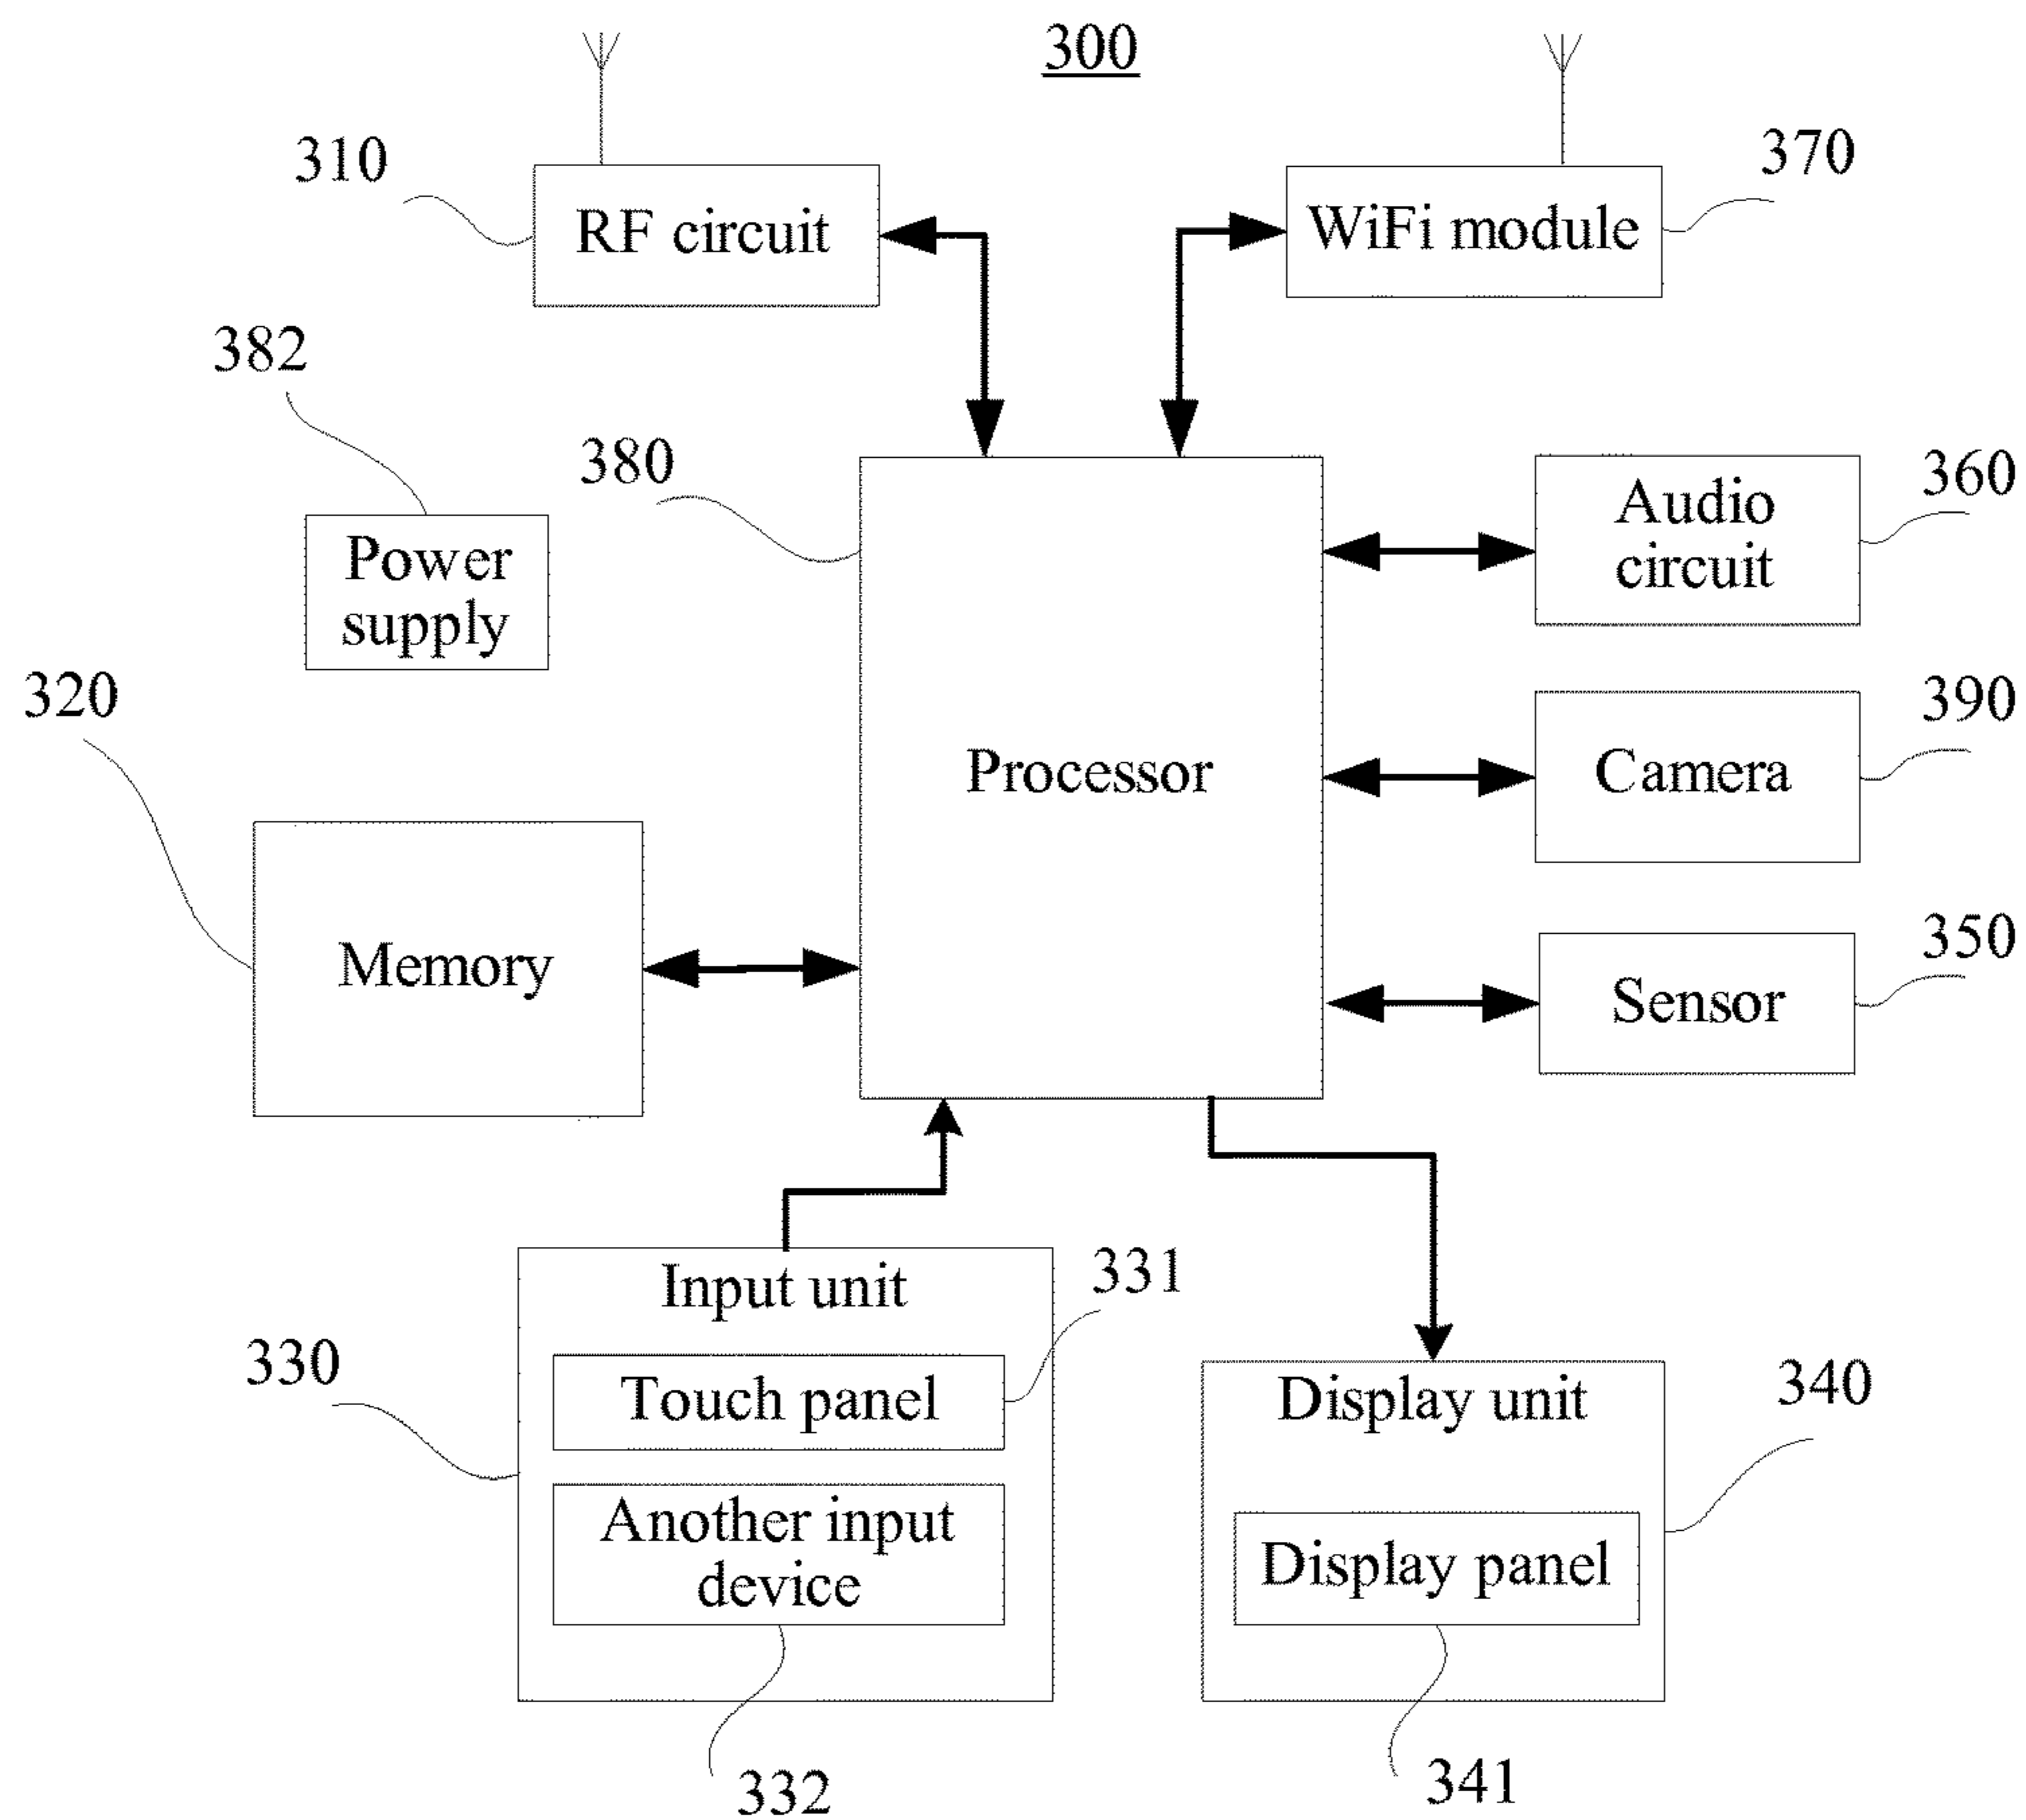 300
310
RF circuit
WiFi module
370
382
380
Power
supply
Audio
circuit
360
320
Processor
Camera
390
Memory
Sensor
350
Input unit
331
330
Touch panel
Another input
device
332
Display unit
340
Display panel
341